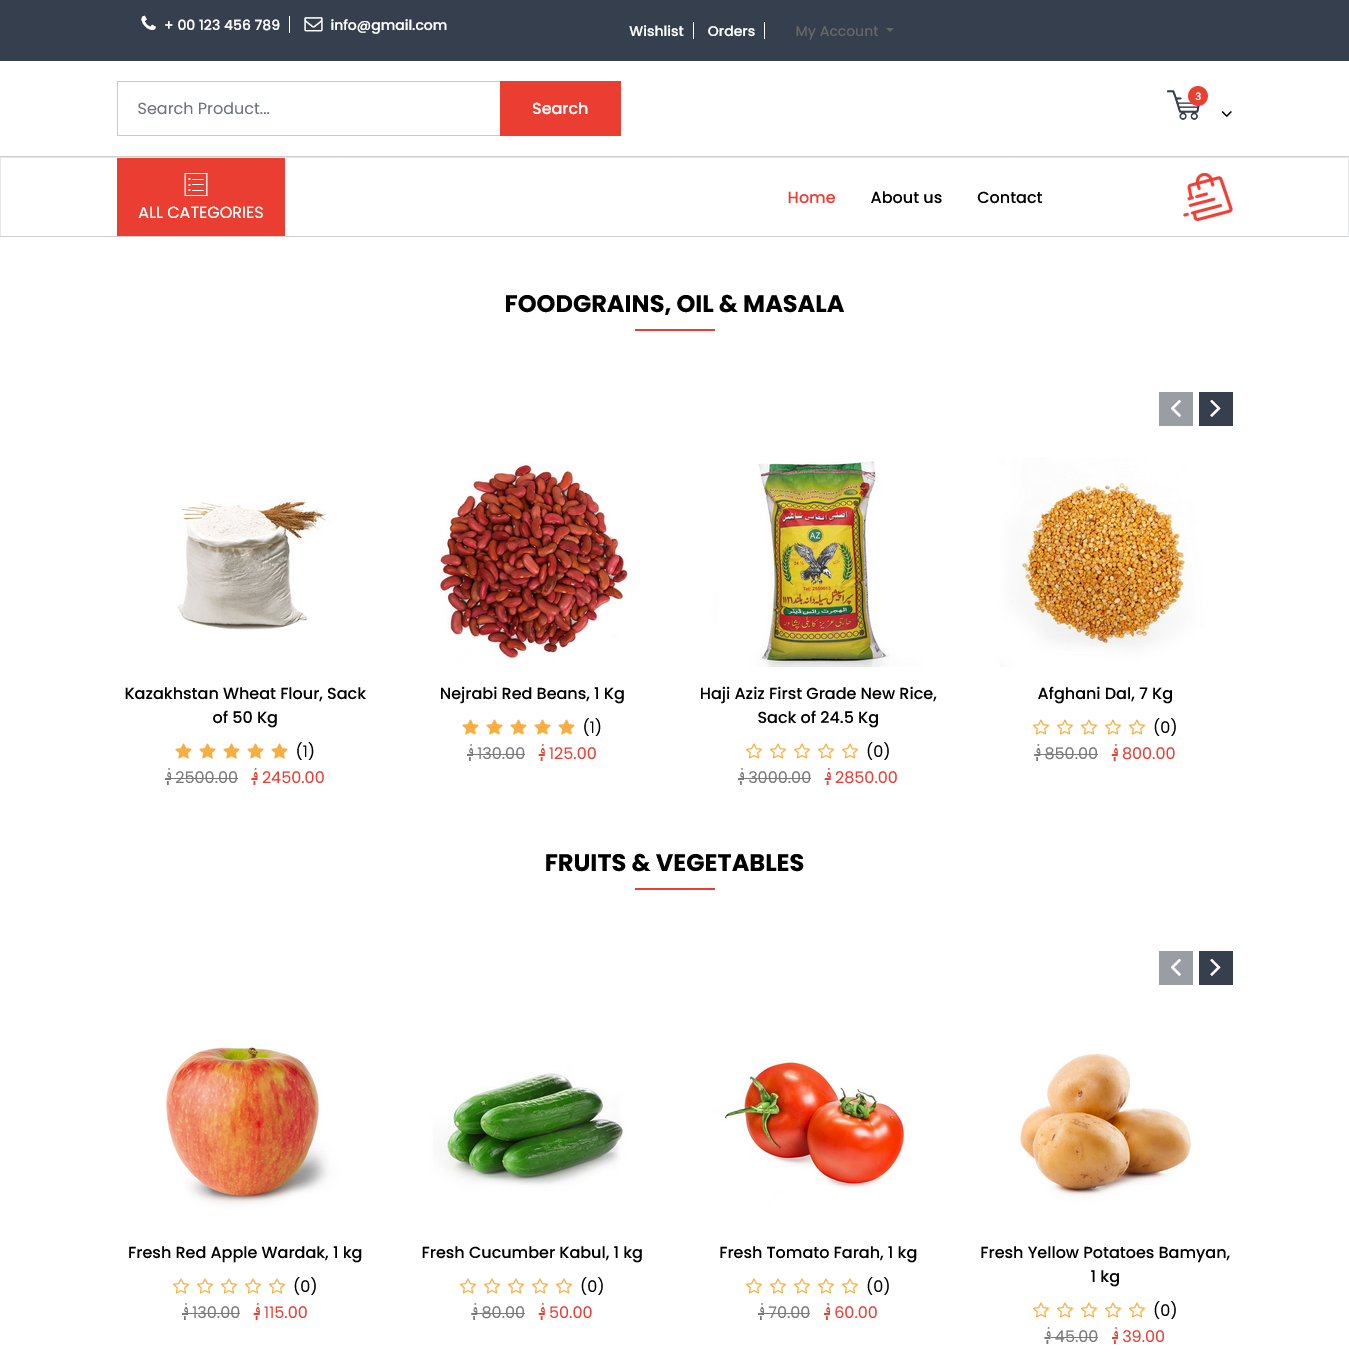 + 00 123 456 789
info@gmail.com
Wishlist
Orders
My Account
Search Product...
Search
3
ALL CATEGORIES
Home
About us
Contact
FOODGRAINS, OIL & MASALA
AZ
Kazakhstan Wheat Flour, Sack
of 50 Kg
(1)
؋ 2500.00 ؋ 2450.00
Nejrabi Red Beans, 1 Kg
(1)
؋ 130.00 ؋ 125.00
Haji Aziz First Grade New Rice,
Sack of 24.5 Kg
(0)
؋ 3000.00 ؋ 2850.00
Afghani Dal, 7 Kg
(0)
؋ 850.00 ؋ 800.00
FRUITS & VEGETABLES
Fresh Red Apple Wardak, 1 kg
(0)
؋ 130.00 ؋ 115.00
Fresh Cucumber Kabul, 1 kg
(0)
؋ 80.00 ؋ 50.00
Fresh Tomato Farah, 1 kg
(0)
؋ 70.00 ؋ 60.00
Fresh Yellow Potatoes Bamyan,
1 kg
(0)
؋ 45.00 ؋ 39.00